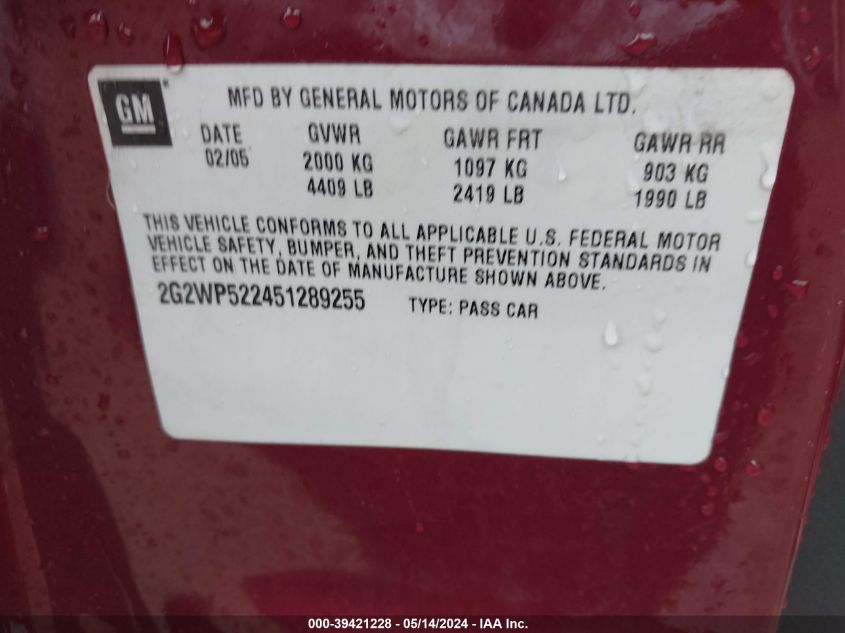 GM
MFD BY GENERAL MOTORS OF CANADA LTD.
DATE GVWR GAWR FRT GAWR RR
02/05 2000 KG 1097 KG 903 KG
4409 LB 2419 LB 1990 LB
THIS VEHICLE CONFORMS TO ALL APPLICABLE U.S. FEDERAL MOTOR
VEHICLE SAFETY, BUMPER, AND THEFT PREVENTION STANDARDS IN
EFFECT ON THE DATE OF MANUFACTURE SHOWN ABOVE.
2G2WP522451289255 TYPE: PASS CAR
000-39421228 - 05/14/2024 - IAA Inc.